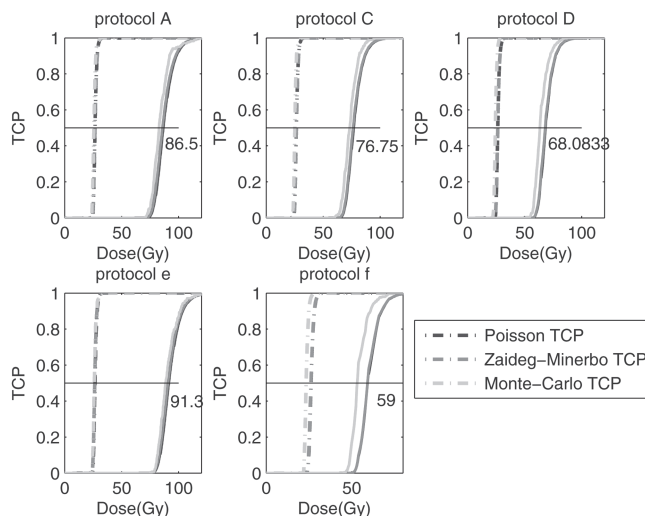 protocol A
TCP
1
0.8
0.6
0.4
0.2
0
86.5
0 50 100
Dose(Gy)
protocol C
TCP
1
0.8
0.6
0.4
0.2
0
76.75
0 50 100
Dose(Gy)
protocol D
TCP
1
0.8
0.6
0.4
0.2
0
68.0833
0 50 100
Dose(Gy)
protocol e
TCP
1
0.8
0.6
0.4
0.2
0
91.3
0 50 100
Dose(Gy)
protocol f
TCP
1
0.8
0.6
0.4
0.2
0
59
0 50
Dose(Gy)
Poisson TCP
Zaideg-Minerbo TCP
Monte-Carlo TCP